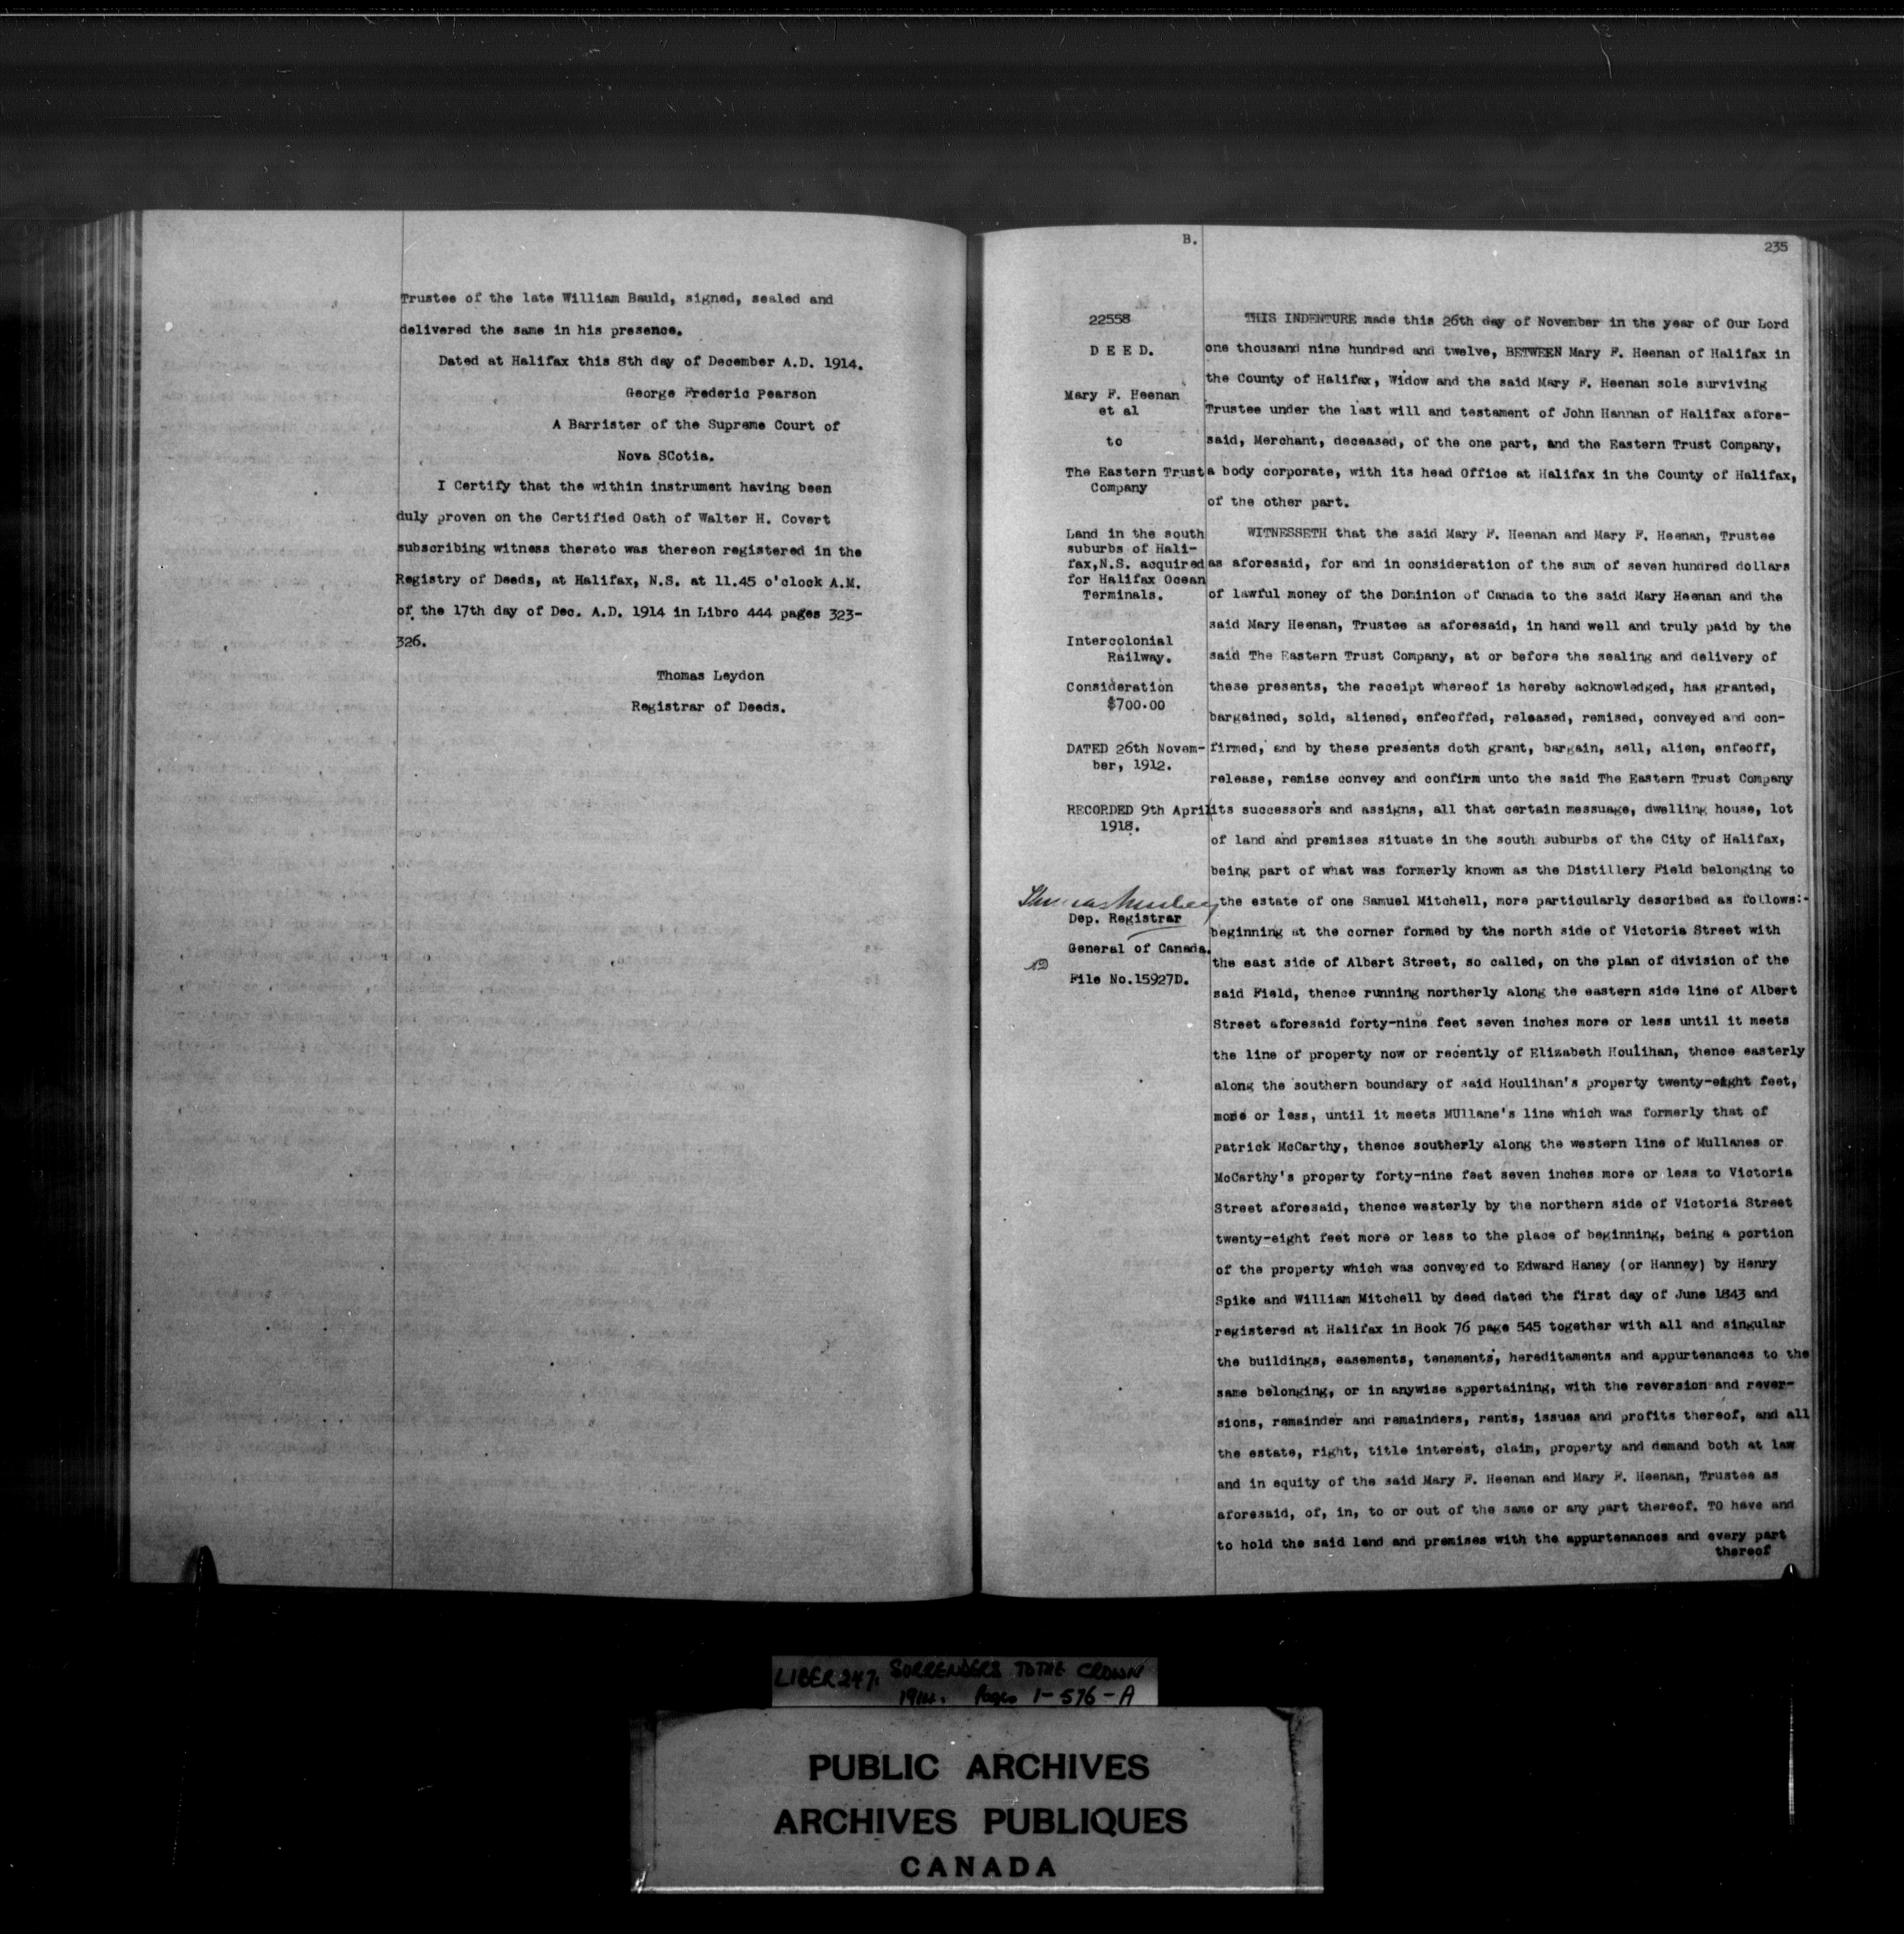 Trustee of the late William Bauld, signed, sealed and
delivered the same in his presence.
Dated at Halifax this 8th day of December A.D. 1914.
George Frederic Pearson
A Barrister of the Supreme Court of
Nova SCotia.
I Certify that the within instrument having been
duly proven on the Certified Oath of Walter H. Covert
subscribing witness thereto was thereon registered in the
Registry of Deeds, at Halifax, N.S. at 11.45 o'clock A.M.
of the 17th day of Dec. A.D. 1914 in Libro 444 pages 323-
326.
Thomas Leydon
Registrar of Deeds.
B.
235
22558
D E E D.
Mary F. Heenan
et al
to
The Eastern Trust
Company
Land in the south
suburbs of Hali-
fax,N.S. acquired
for Halifax Ocean
Terminals.
Intercolonial
Railway.
Consideration
$700.00
DATED 26th Novem-
ber, 1912.
RECORDED 9th April
1918.
Thomas
Dep. Registrar
General of Canada.
File No.15927D.
THIS INDENTURE made this 26th day of November in the year of Our Lord
one thousand nine hundred and twelve, BETWEEN Mary F. Heenan of Halifax in
the County of Halifax, Widow and the said Mary F. Heenan sole surviving
Trustee under the last will and testament of John Hannan of Halifax afore-
said, Merchant, deceased, of the one part, and the Eastern Trust Company,
a body corporate, with its head Office at Halifax in the County of Halifax,
of the other part.
WITNESSETH that the said Mary F. Heenan and Mary F. Heenan, Trustee
as aforesaid, for and in consideration of the sum of seven hundred dollars
of lawful money of the Dominion of Canada to the said Mary Heenan and the
said Mary Heenan, Trustee as aforesaid, in hand well and truly paid by the
said The Eastern Trust Company, at or before the sealing and delivery of
these presents, the receipt whereof is hereby acknowledged, has granted,
bargained, sold, aliened, enfeoffed, released, remised, conveyed and con-
firmed, and by these presents doth grant, bargain, sell, alien, enfeoff,
release, remise convey and confirm unto the said The Eastern Trust Company
its successors and assigns, all that certain messuage, dwelling house, lot
of land and premises situate in the south suburbs of the City of Halifax,
being part of what was formerly known as the Distillery Field belonging to
the estate of one Samuel Mitchell, more particularly described as follows:-
beginning at the corner formed by the north side of Victoria Street with
the east side of Albert Street, so called, on the plan of division of the
said Field, thence running northerly along the eastern side line of Albert
Street aforesaid forty-nine feet seven inches more or less until it meets
the line of property now or recently of Elizabeth Houlihan, thence easterly
along the southern boundary of said Houlihan's property twenty-eight feet,
more or less, until it meets MUllane's line which was formerly that of
Patrick McCarthy, thence southerly along the western line of Mullanes or
McCarthy's property forty-nine feet seven inches more or less to Victoria
Street aforesaid, thence westerly by the northern side of Victoria Street
twenty-eight feet more or less to the place of beginning, being a portion
of the property which was conveyed to Edward Haney (or Hanney) by Henry
Spike and William Mitchell by deed dated the first day of June 1843 and
registered at Halifax in Book 76 page 545 together with all and singular
the buildings, easements, tenements, hereditaments and appurtenances to the
same belonging, or in anywise appertaining, with the reversion and rever-
sions, remainder and remainders, rents, issues and profits thereof, and all
the estate, right, title interest, claim, property and demand both at law
and in equity of the said Mary F. Heenan and Mary F. Heenan, Trustee as
aforesaid, of, in, to or out of the same or any part thereof. TO have and
to hold the said land and premises with the appurtenances and every part
thereof
LIBER 247. SURRENDERS TO THE CROWN
1914. Pages 1-576-A
PUBLIC ARCHIVES
ARCHIVES PUBLIQUES
CANADA